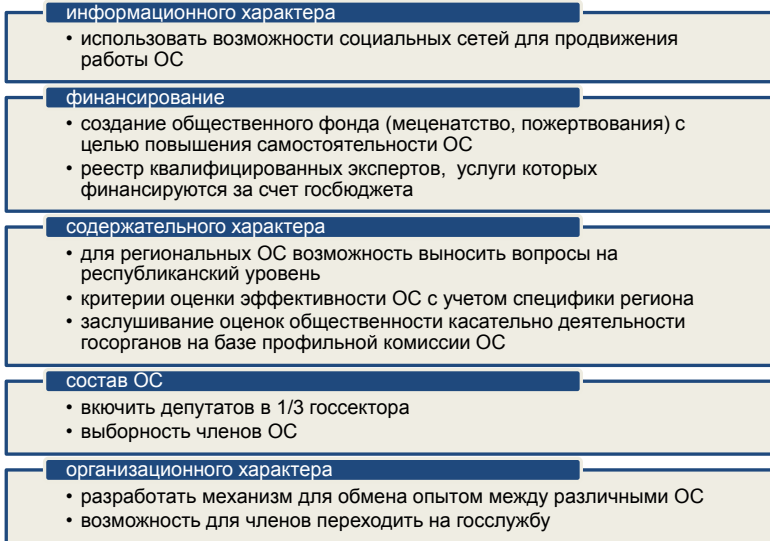 информационного характера
• использовать возможности социальных сетей для продвижения
работы ОС
финансирование
• создание общественного фонда (меценатство, пожертвования) с
целью повышения самостоятельности ОС
• реестр квалифицированных экспертов, услуги которых
финансируются за счет госбюджета
содержательного характера
• для региональных ОС возможность выносить вопросы на
республиканский уровень
• критерии оценки эффективности ОС с учетом специфики региона
• заслушивание оценок общественности касательно деятельности
госорганов на базе профильной комиссии ОС
состав ОС
• вкючить депутатов в 1/3 госсектора
• выборность членов ОС
организационного характера
• разработать механизм для обмена опытом между различными ОС
• возможность для членов переходить на госслужбу